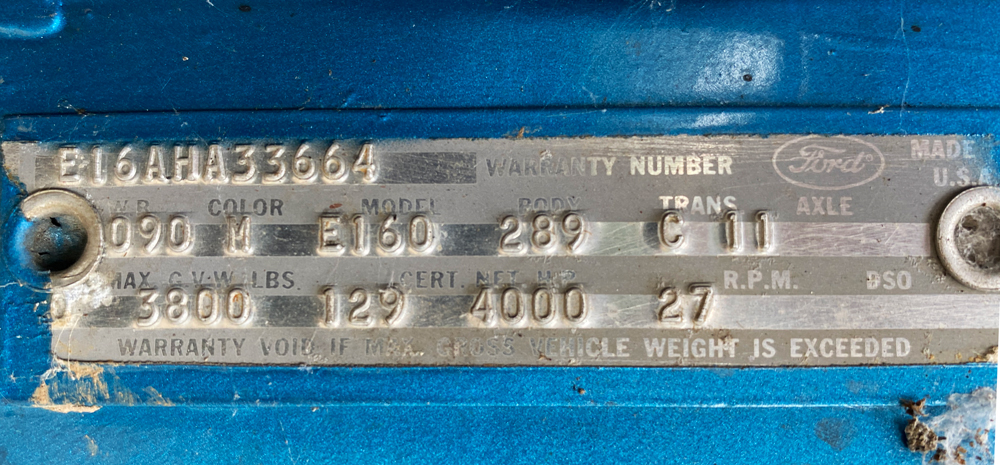 E16AHA33664 WARRANTY NUMBER Ford MADE
U.S.A
W.B. COLOR MODEL BODY TRANS AXLE
090 M E160 289 C 11
MAX. G.V.W. LBS. CERT. NET. H.P. R.P.M. DSO
3800 129 4000 27
WARRANTY VOID IF MAX. GROSS VEHICLE WEIGHT IS EXCEEDED